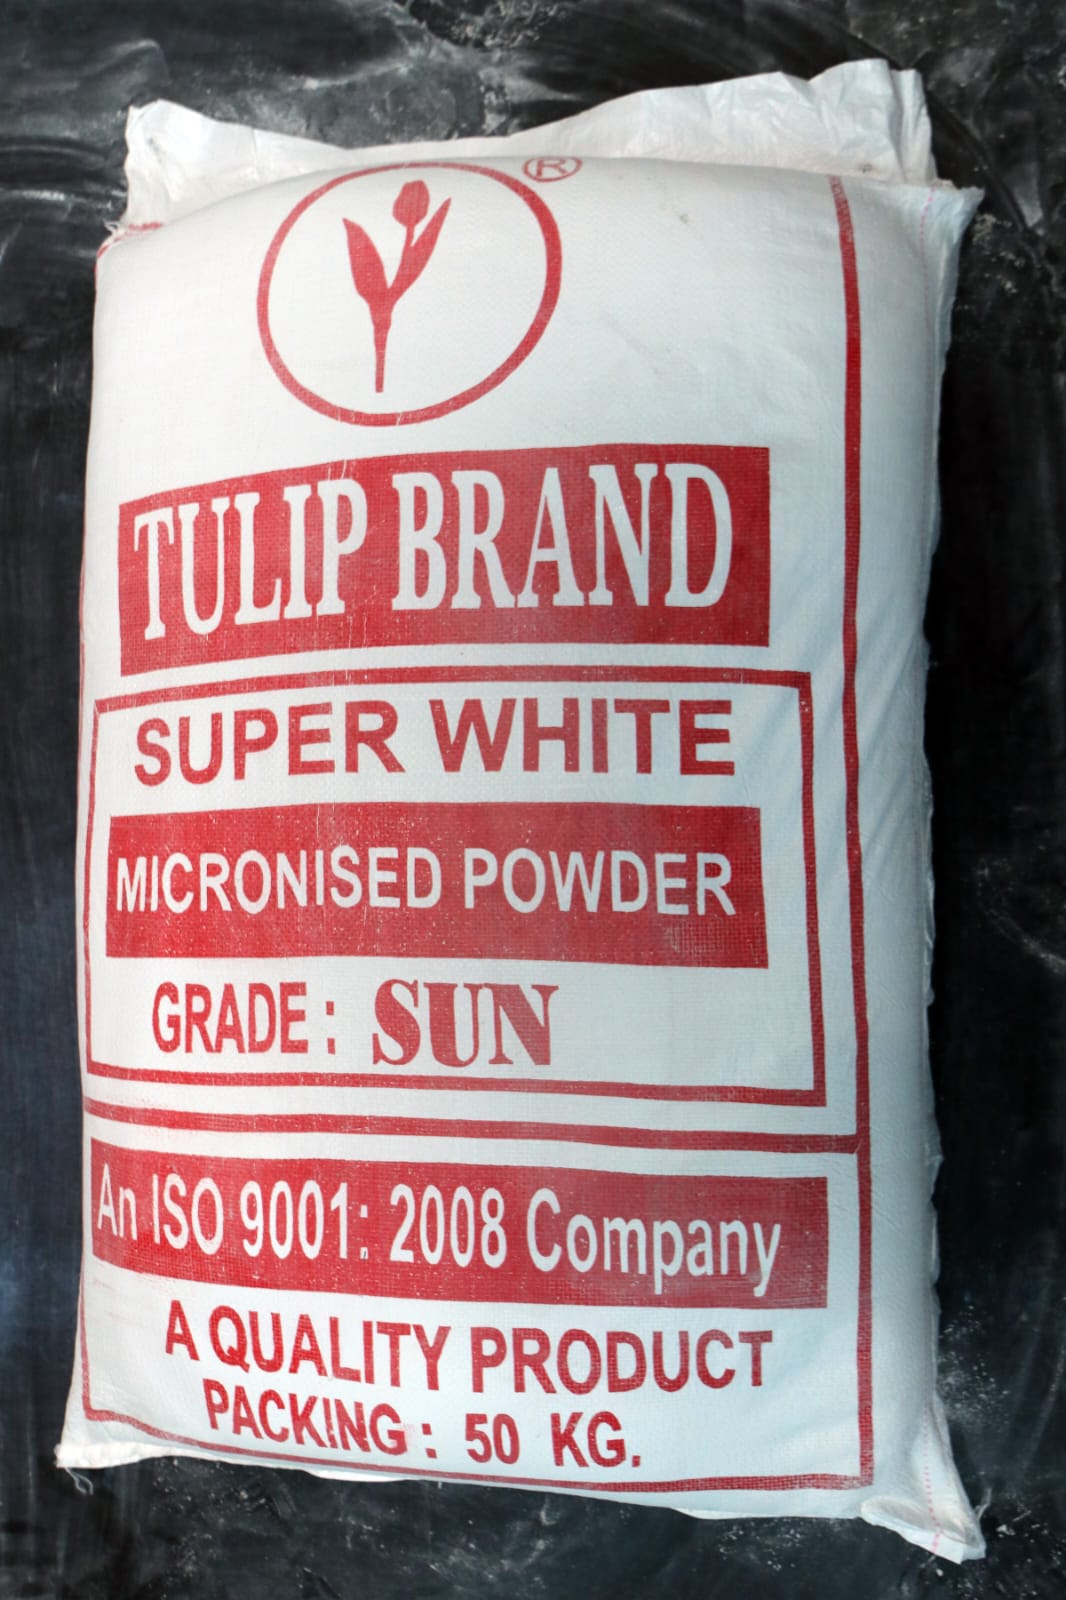 ®
TULIP BRAND
SUPER WHITE
MICRONISED POWDER
GRADE : SUN
An ISO 9001: 2008 Company
A QUALITY PRODUCT
PACKING : 50 KG.